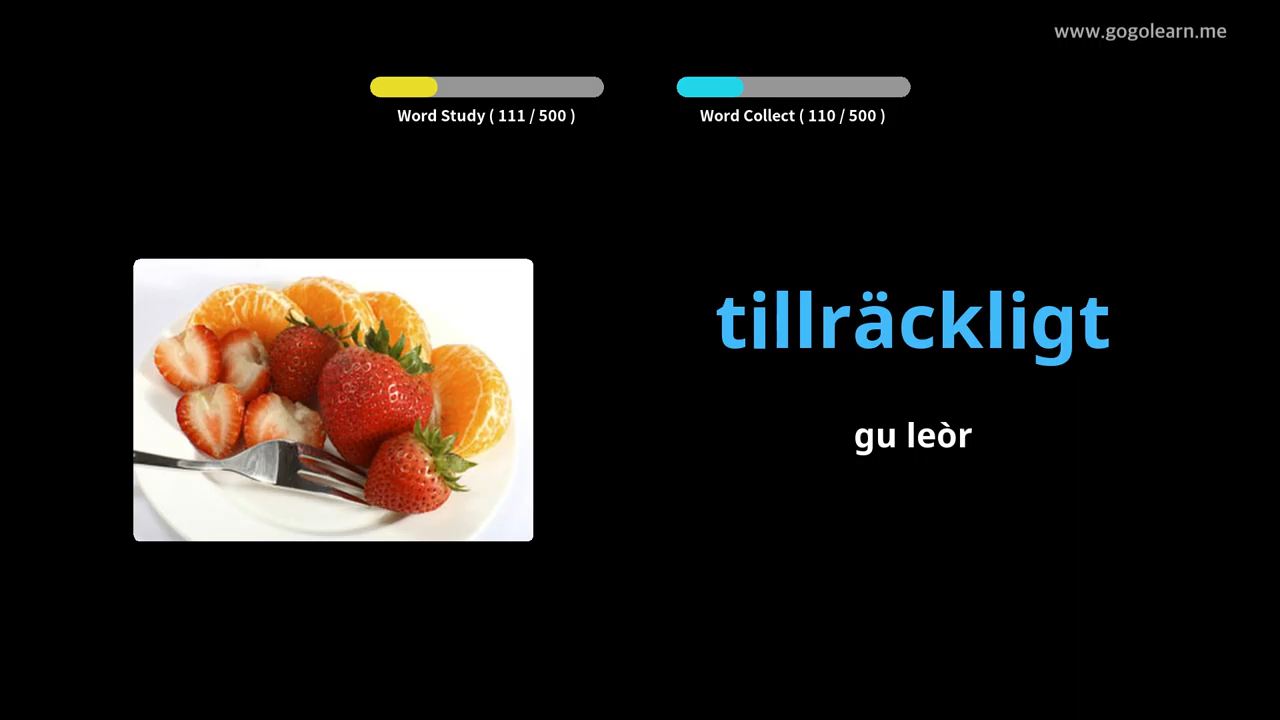 www.gogolearn.me
Word Study ( 111 / 500 )
Word Collect ( 110 / 500 )
tillräckligt
gu leòr